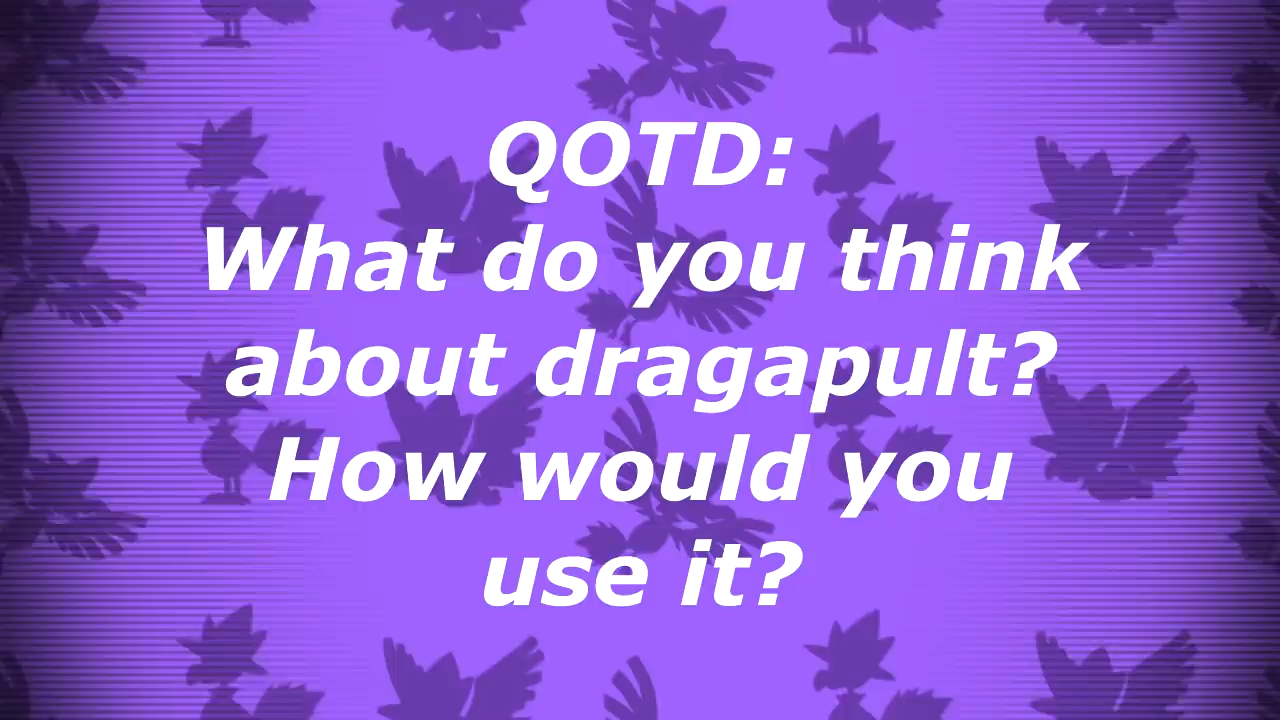 QOTD:
What do you think
about dragapult?
How would you
use it?